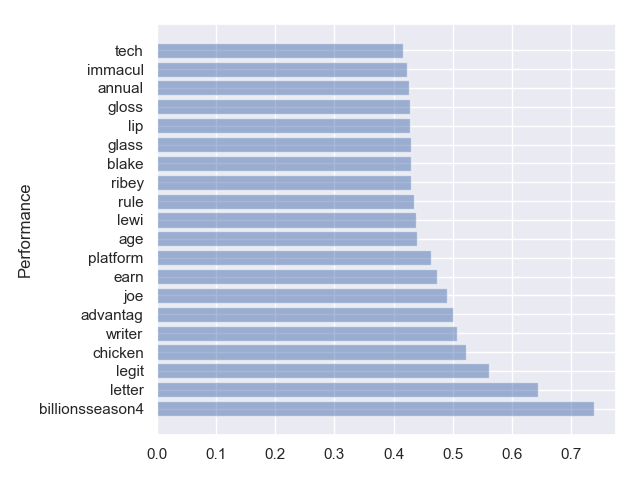 tech
immacul
annual
gloss
lip
glass
blake
ribey
rule
lewi
age
platform
earn
joe
advantag
writer
chicken
legit
letter
billionsseason4
Performance
0.0 0.1 0.2 0.3 0.4 0.5 0.6 0.7